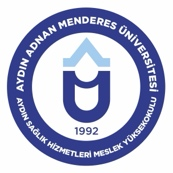 AYDIN ADNAN MENDERES ÜNİVERSİTESİ
1992
AYDIN SAĞLIK HİZMETLERİ MESLEK YÜKSEKOKULU